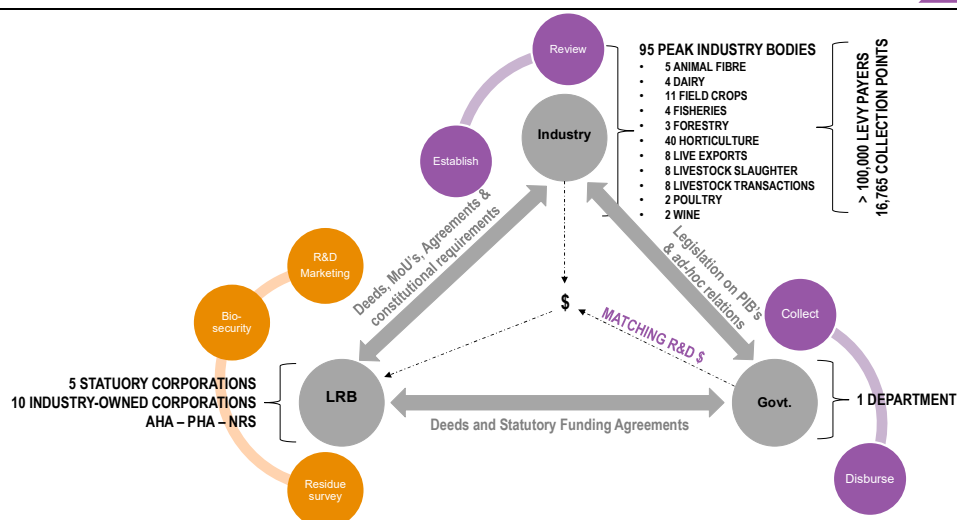 Review
Establish
Industry
95 PEAK INDUSTRY BODIES
• 5 ANIMAL FIBRE
• 4 DAIRY
• 11 FIELD CROPS
• 4 FISHERIES
• 3 FORESTRY
• 40 HORTICULTURE
• 8 LIVE EXPORTS
• 8 LIVESTOCK SLAUGHTER
• 8 LIVESTOCK TRANSACTIONS
• 2 POULTRY
• 2 WINE
> 100,000 LEVY PAYERS
16,765 COLLECTION POINTS
Deeds, MoU's, Agreements &
constitutional requirements
Legislation on PIB's
& ad-hoc relations
R&D
Marketing
Bio-
security
Residue
survey
$
MATCHING R&D $
Collect
Disburse
5 STATUORY CORPORATIONS
10 INDUSTRY-OWNED CORPORATIONS
AHA – PHA – NRS
LRB
Deeds and Statutory Funding Agreements
Govt.
1 DEPARTMENT